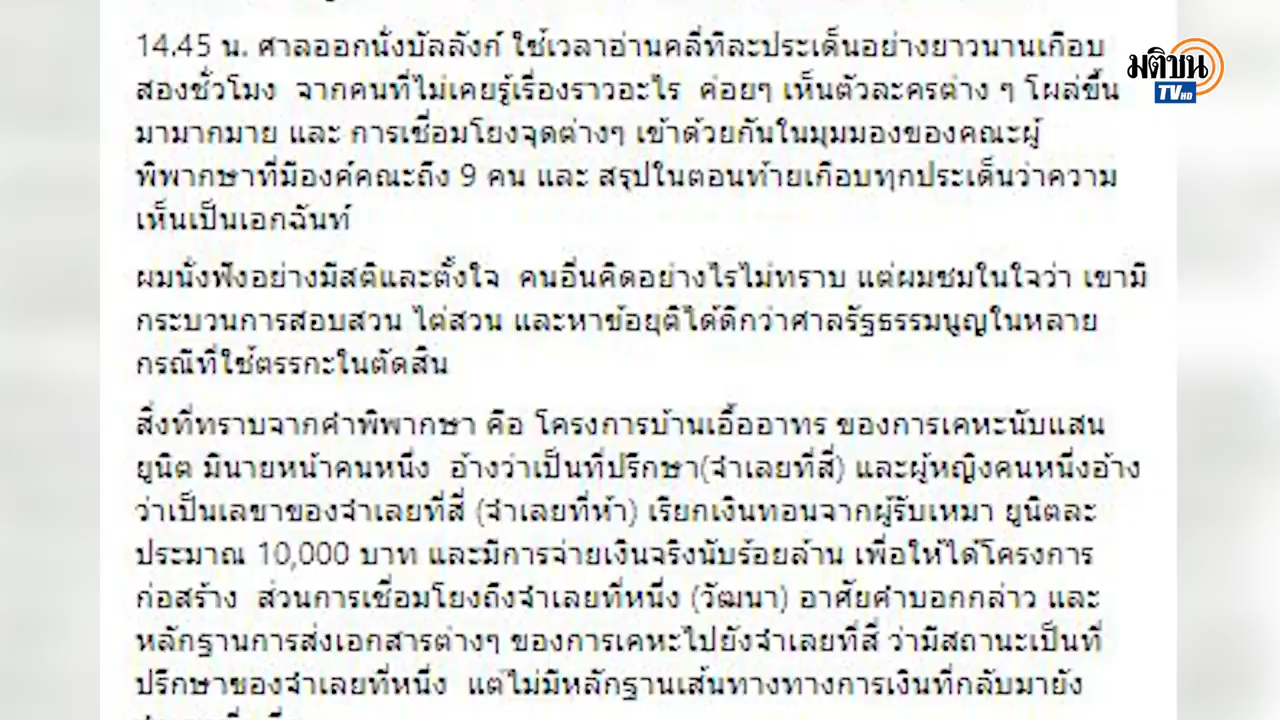 14.45 น. ศาลออกนั่งบัลลังก์ ใช้เวลาอ่านคลี่ทีละประเด็นอย่างยาวนานเกือบ
สองชั่วโมง จากคนที่ไม่เคยรู้เรื่องราวอะไร ค่อยๆ เห็นตัวละครต่าง ๆ โผล่ขึ้น
มามากมาย และ การเชื่อมโยงจุดต่างๆ เข้าด้วยกันในมุมมองของคณะผู้
พิพากษาที่มีองค์คณะถึง 9 คน และ สรุปในตอนท้ายเกือบทุกประเด็นว่าความ
เห็นเป็นเอกฉันท์
ผมนั่งฟังอย่างมีสติและตั้งใจ คนอื่นคิดอย่างไรไม่ทราบ แต่ผมชมในใจว่า เขามี
กระบวนการสอบสวน ไต่สวน และหาข้อยุติได้ดีกว่าศาลรัฐธรรมนูญในหลาย
กรณีที่ใช้ตรรกะในตัดสิน
สิ่งที่ทราบจากคำพิพากษา คือ โครงการบ้านเอื้ออาทร ของการเคหะนับแสน
ยูนิต มีนายหน้าคนหนึ่ง อ้างว่าเป็นที่ปรึกษา(จำเลยที่สี่) และผู้หญิงคนหนึ่งอ้าง
ว่าเป็นเลขาของจำเลยที่สี่ (จำเลยที่ห้า) เรียกเงินทอนจากผู้รับเหมา ยูนิตละ
ประมาณ 10,000 บาท และมีการจ่ายเงินจริงนับร้อยล้าน เพื่อให้ได้โครงการ
ก่อสร้าง ส่วนการเชื่อมโยงถึงจำเลยที่หนึ่ง (วัฒนา) อาศัยคำบอกกล่าว และ
หลักฐานการส่งเอกสารต่างๆ ของการเคหะไปยังจำเลยที่สี่ ว่ามีสถานะเป็นที่
ปรึกษาของจำเลยที่หนึ่ง แต่ไม่มีหลักฐานเส้นทางทางการเงินที่กลับมายัง
มติชน
TV HD